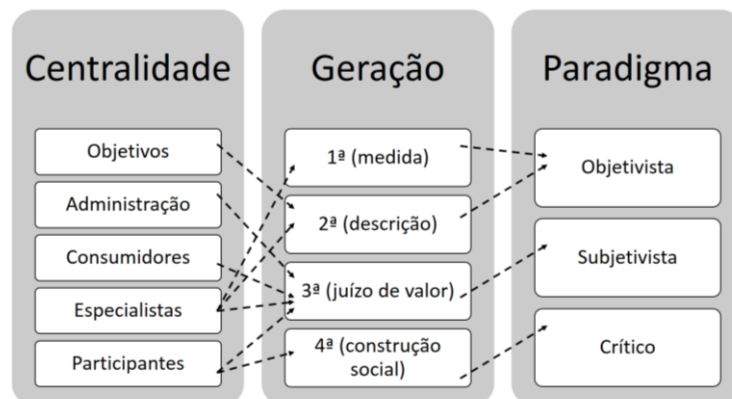 Centralidade
Objetivos
Administração
Consumidores
Especialistas
Participantes
Geração
1ª (medida)
2ª (descrição)
3ª (juízo de valor)
4ª (construção
social)
Paradigma
Objetivista
Subjetivista
Crítico